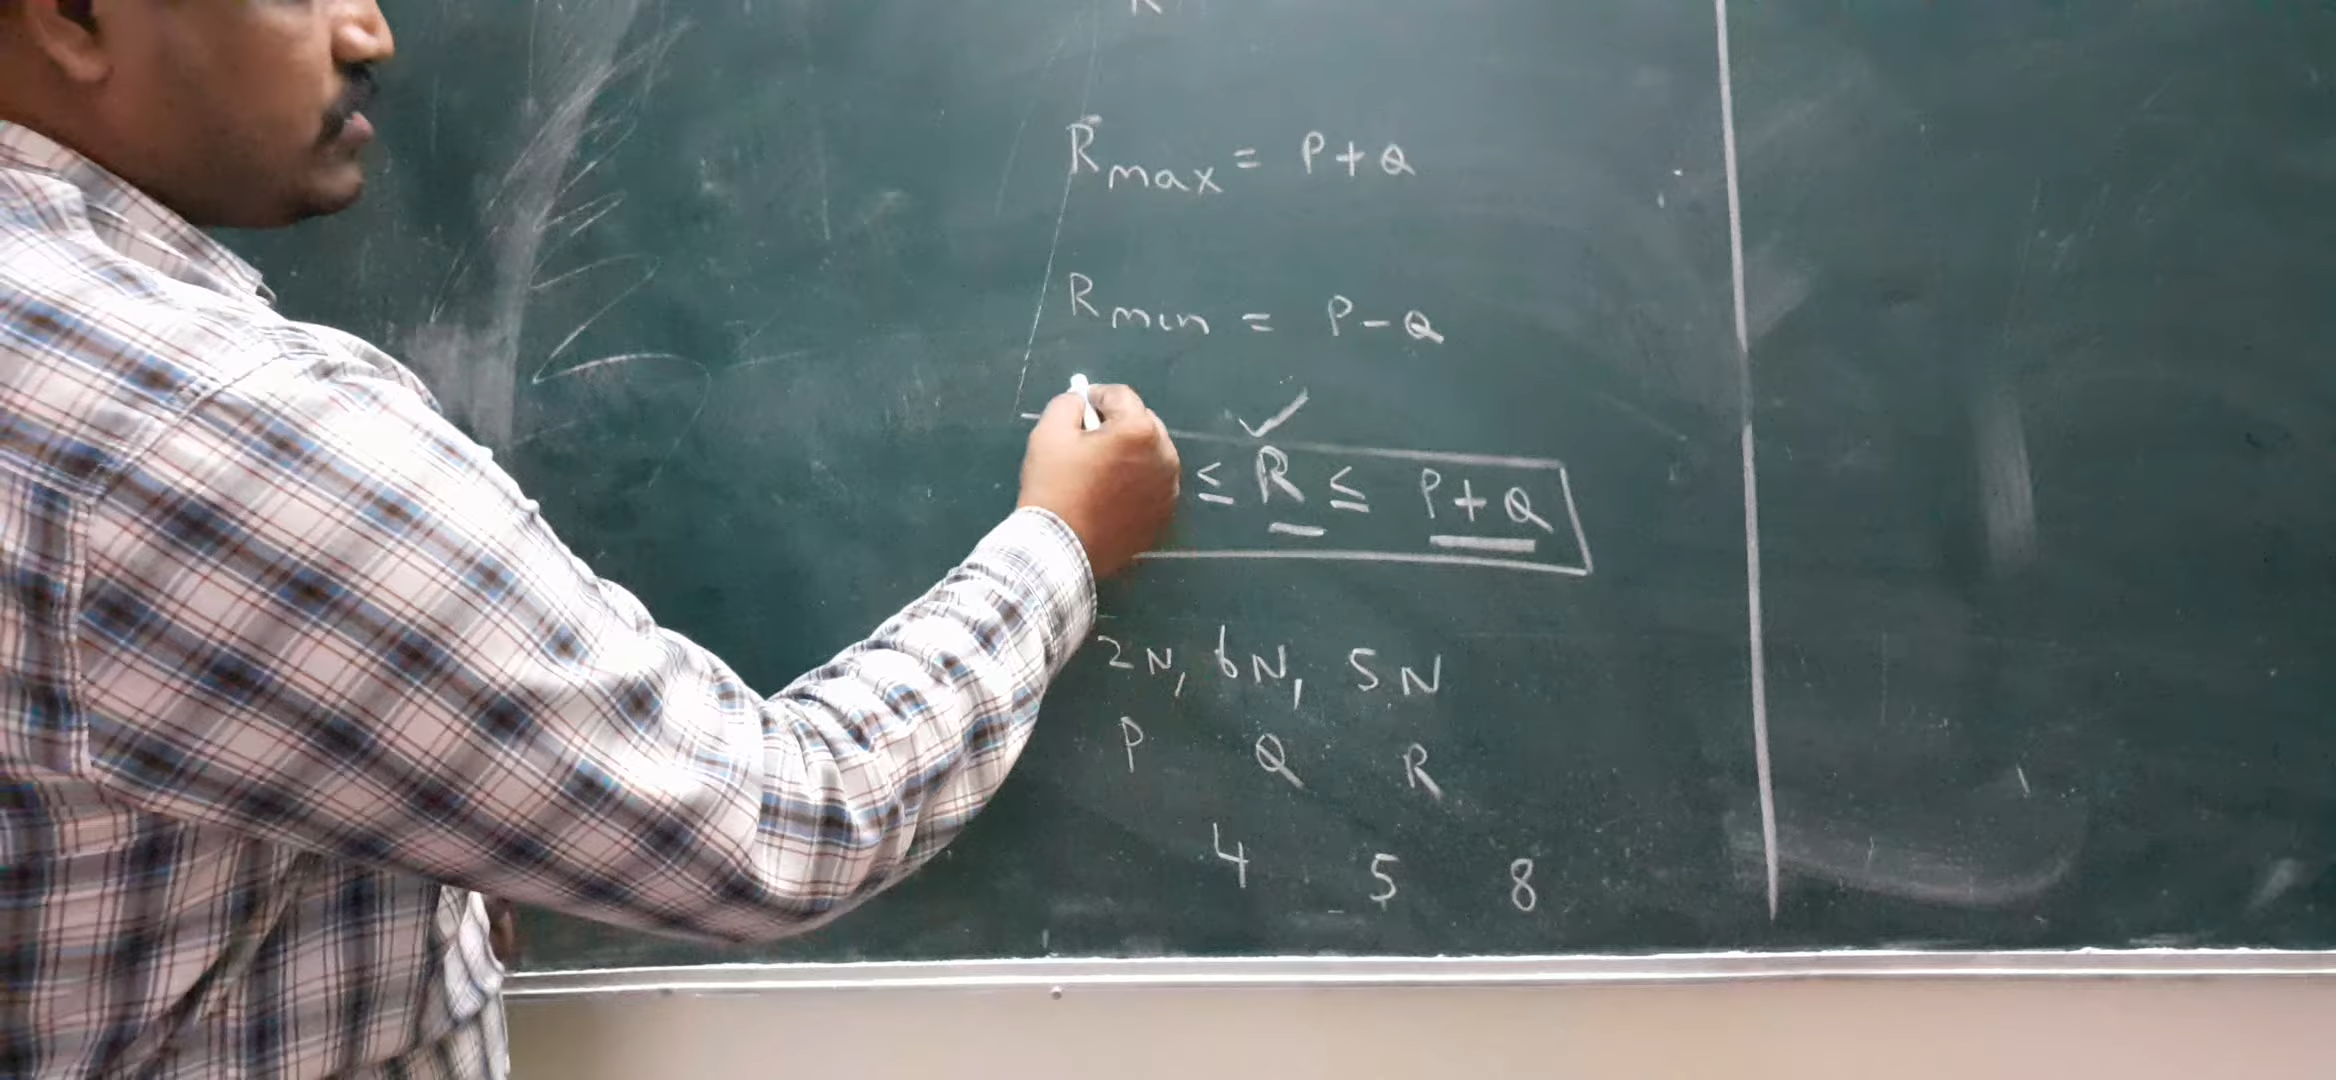 R
Rmax = P+Q
Rmin = P-Q
≤ R ≤ P+Q
2N, 6N, 5N
P Q R
4 5 8